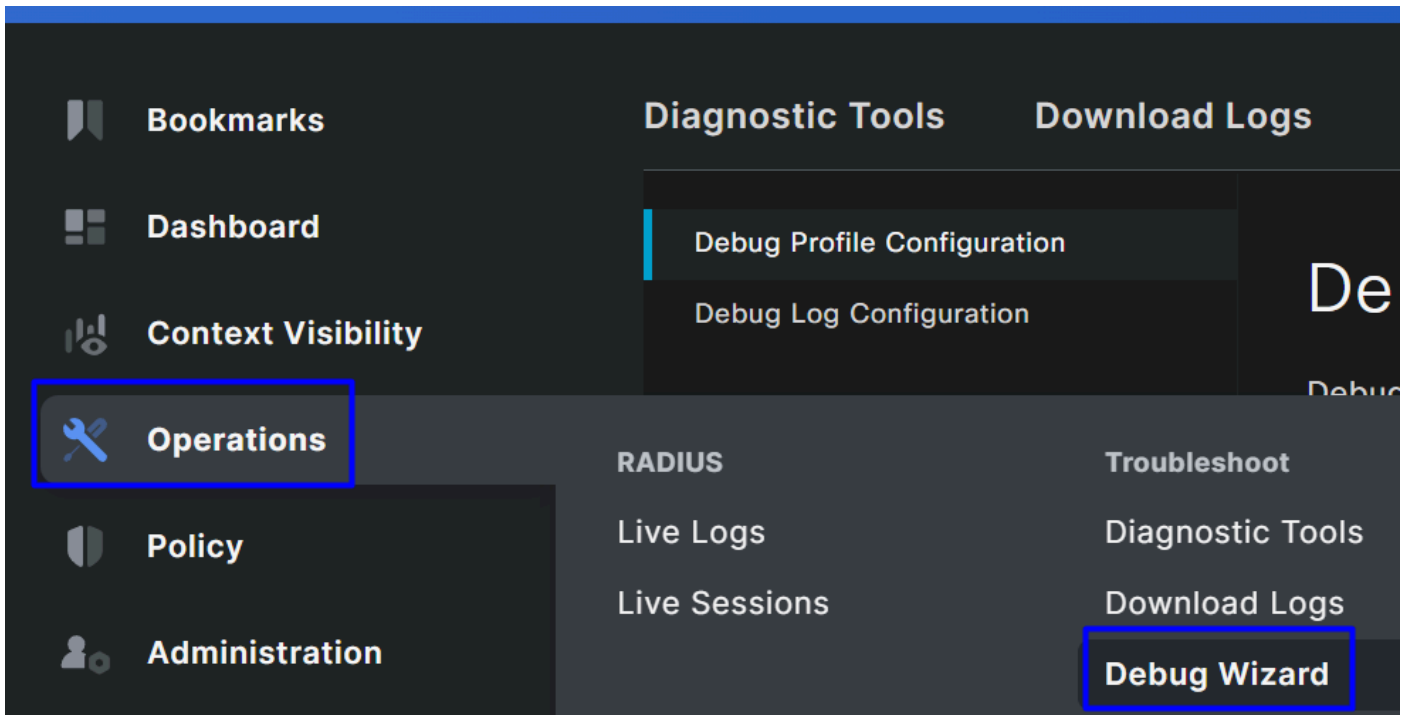 Bookmarks
Dashboard
Context Visibility
Operations
Policy
Administration
Diagnostic Tools Download Logs
Debug Profile Configuration
Debug Log Configuration
De
Debug
RADIUS
Live Logs
Live Sessions
Troubleshoot
Diagnostic Tools
Download Logs
Debug Wizard